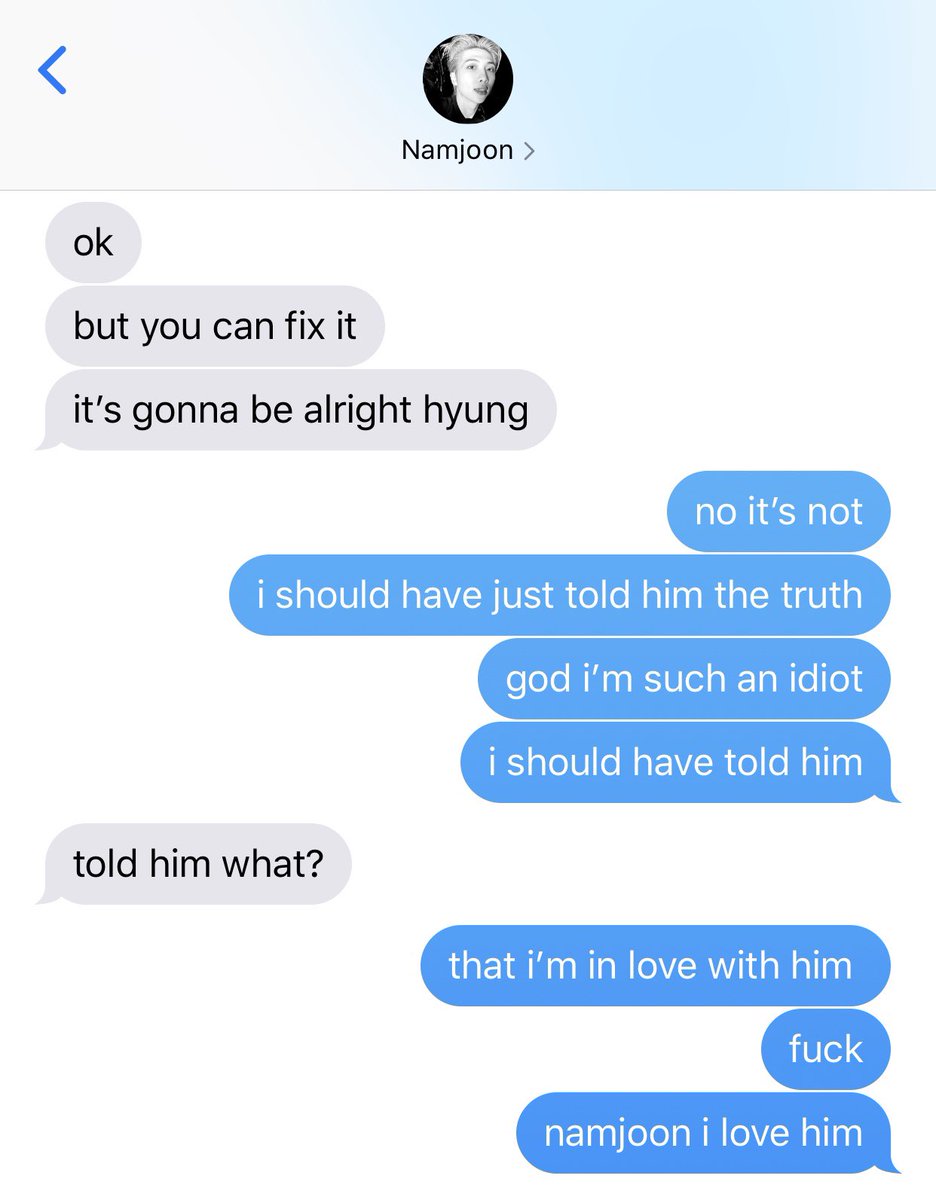 Namjoon
ok
but you can fix it
it’s gonna be alright hyung
no it’s not
i should have just told him the truth
god i’m such an idiot
i should have told him
told him what?
that i’m in love with him
fuck
namjoon i love him